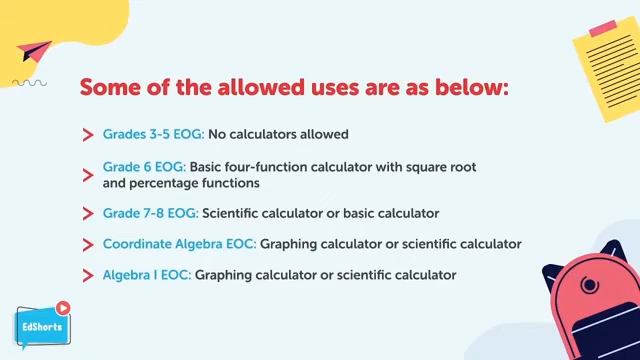 Some of the allowed uses are as below:
Grades 3-5 EOG: No calculators allowed
Grade 6 EOG: Basic four-function calculator with square root
and percentage functions
Grade 7-8 EOG: Scientific calculator or basic calculator
Coordinate Algebra EOC: Graphing calculator or scientific calculator
Algebra I EOC: Graphing calculator or scientific calculator
EdShorts